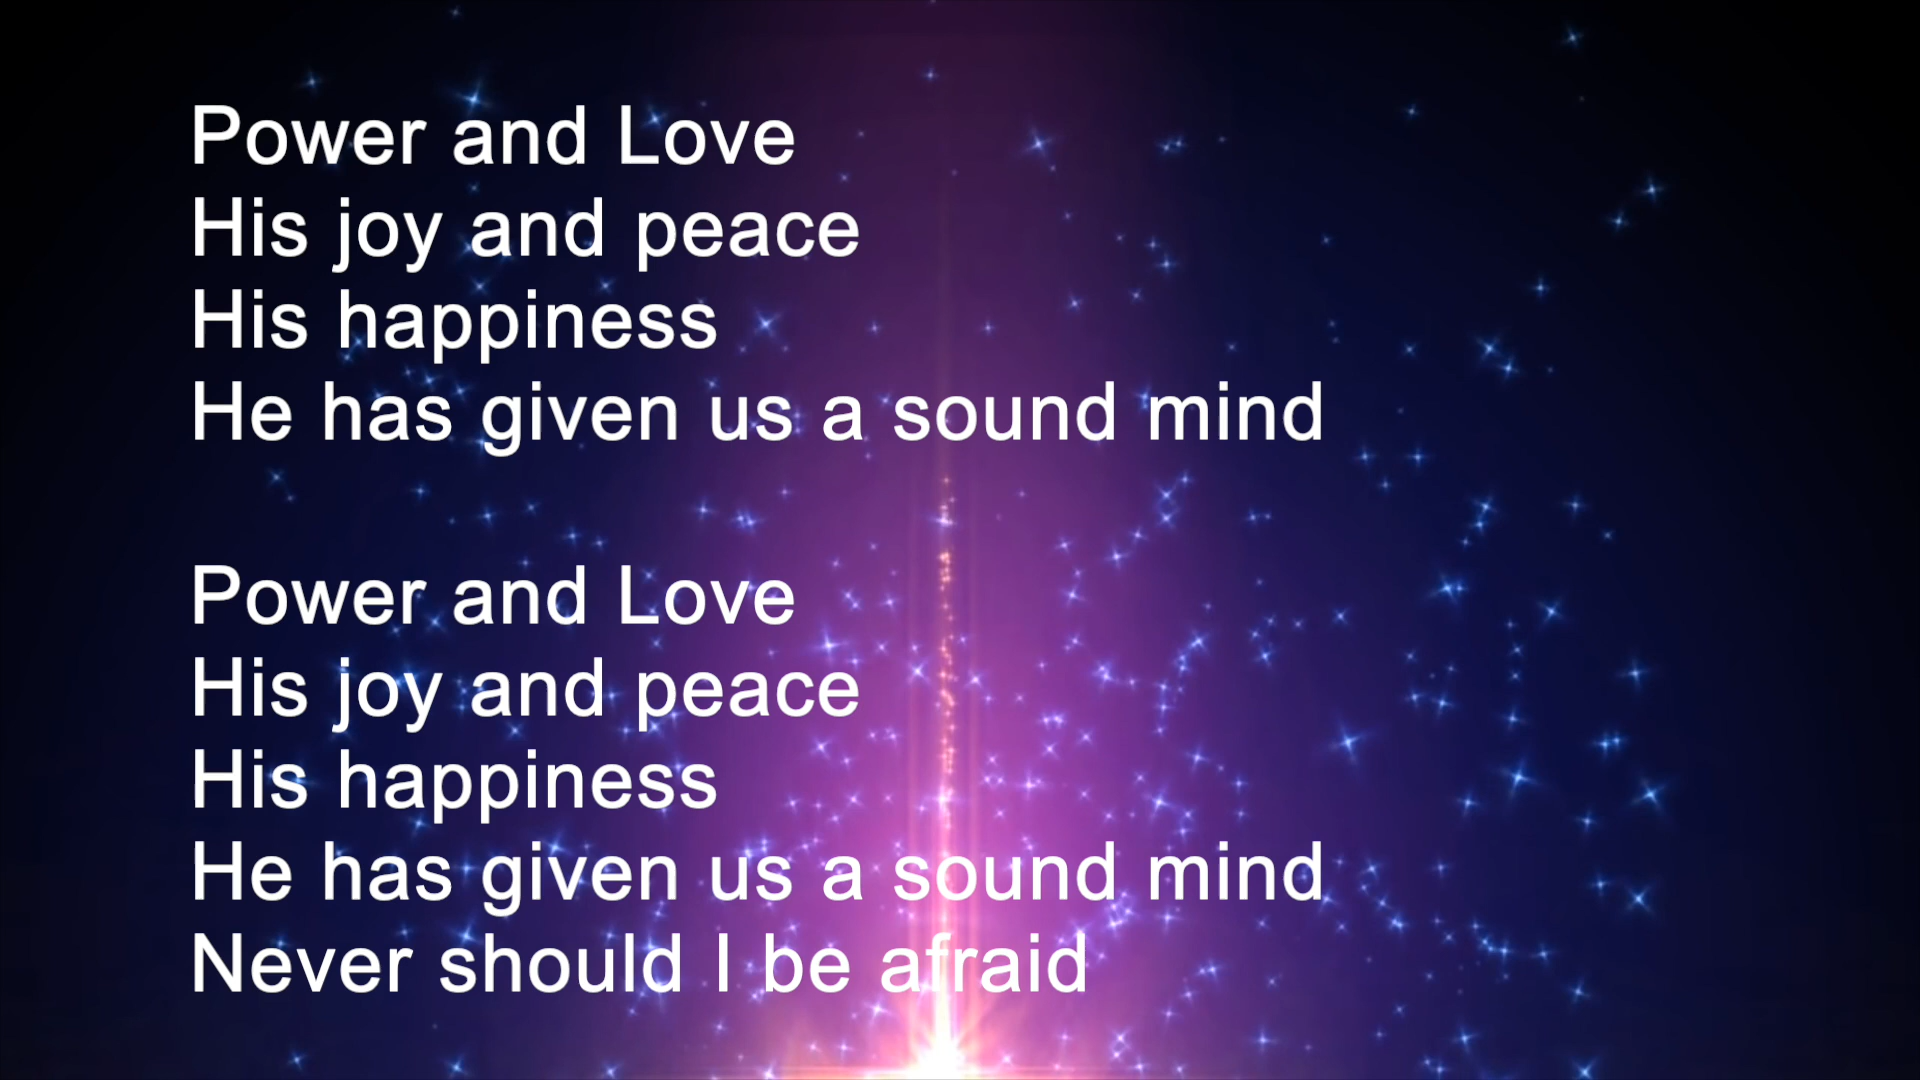 Power and Love
His joy and peace
His happiness
He has given us a sound mind
Power and Love
His joy and peace
His happiness
He has given us a sound mind
Never should I be afraid